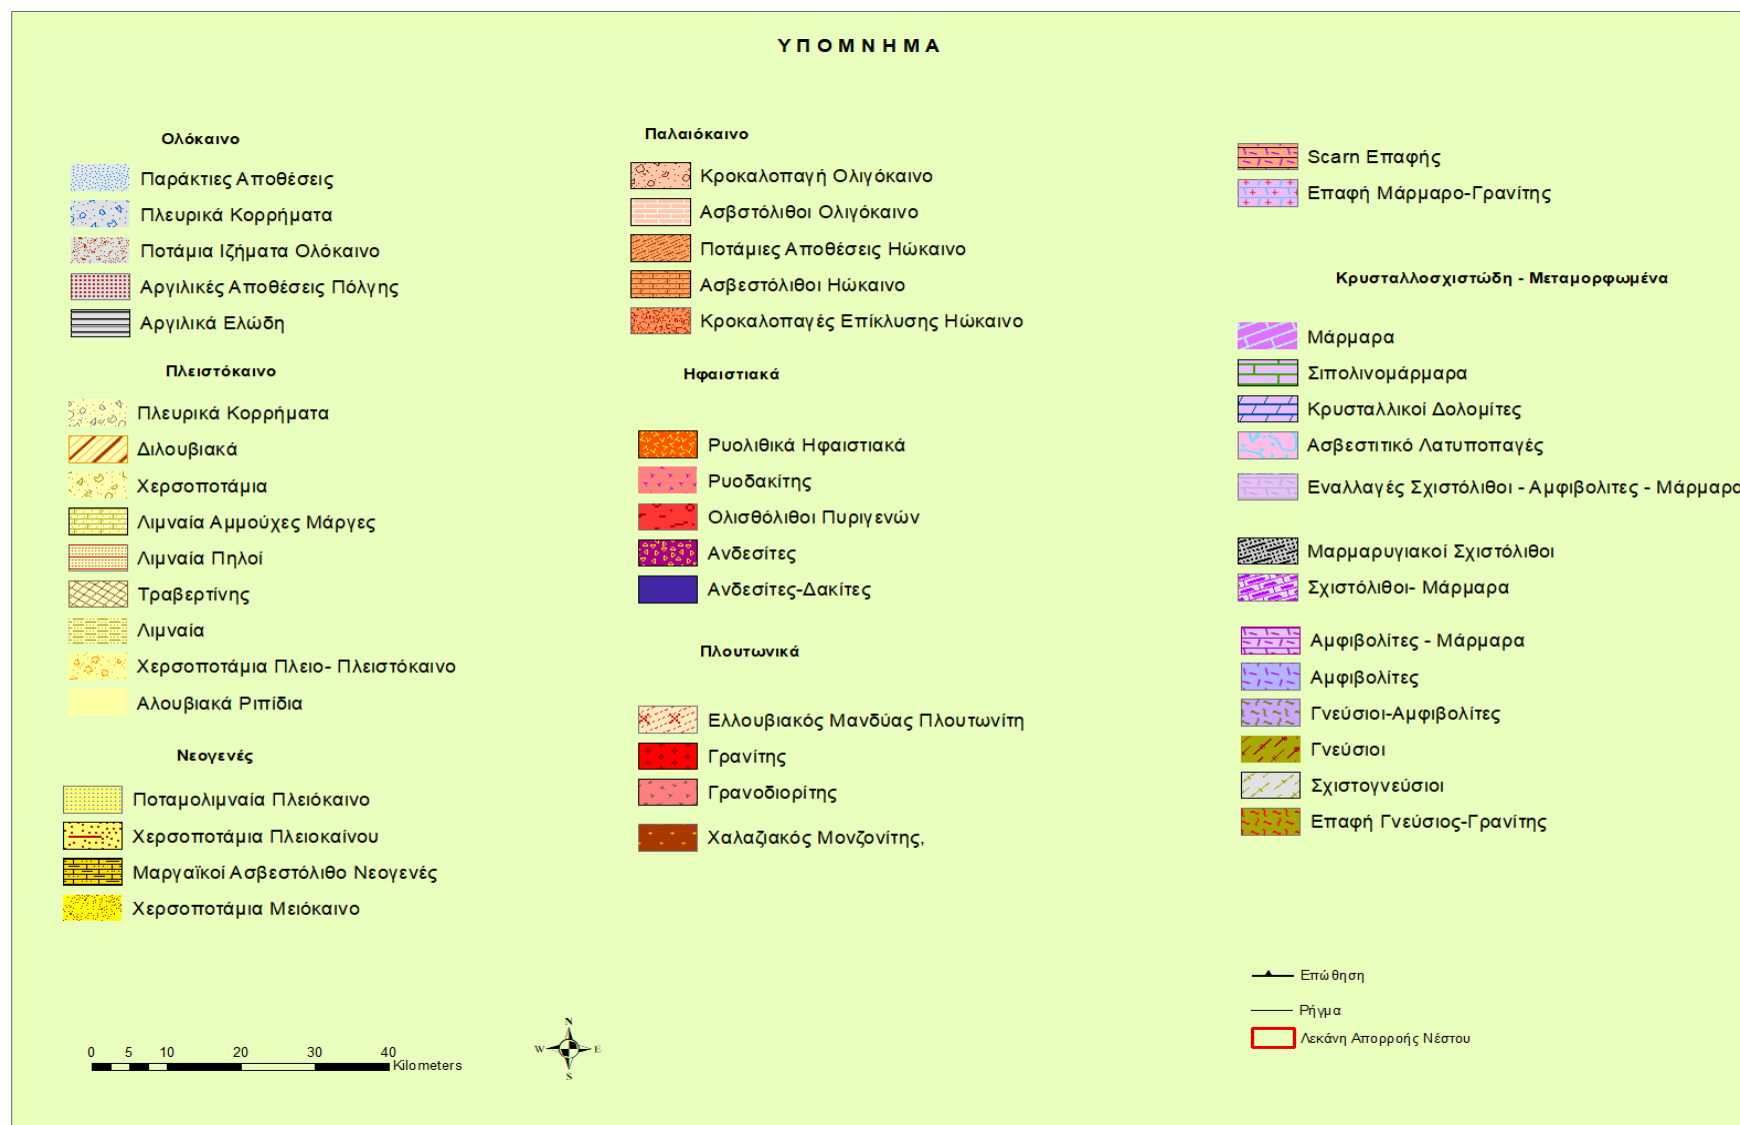 ΥΠΟΜΝΗΜΑ
Ολόκαινο
Παράκτιες Αποθέσεις
Πλευρικά Κορρήματα
Ποτάμια Ιζήματα Ολόκαινο
Αργιλικές Αποθέσεις Πόλγης
Αργιλικά Ελώδη
Πλειστόκαινο
Πλευρικά Κορρήματα
Διλουβιακά
Χερσοποτάμια
Λιμναία Αμμούχες Μάργες
Λιμναία Πηλοί
Τραβερτίνης
Λιμναία
Χερσοποτάμια Πλειο- Πλειστόκαινο
Αλουβιακά Ριπίδια
Νεογενές
Ποταμολιμναία Πλειόκαινο
Χερσοποτάμια Πλειοκαίνου
Μαργαϊκοί Ασβεστόλιθο Νεογενές
Χερσοποτάμια Μειόκαινο
Παλαιόκαινο
Κροκαλοπαγή Ολιγόκαινο
Ασβστόλιθοι Ολιγόκαινο
Ποτάμιες Αποθέσεις Ηώκαινο
Ασβεστόλιθοι Ηώκαινο
Κροκαλοπαγές Επίκλυσης Ηώκαινο
Ηφαιστιακά
Ρυολιθικά Ηφαιστιακά
Ρυοδακίτης
Ολισθόλιθοι Πυριγενών
Ανδεσίτες
Ανδεσίτες-Δακίτες
Πλουτωνικά
Ελλουβιακός Μανδύας Πλουτωνίτη
Γρανίτης
Γρανοδιορίτης
Χαλαζιακός Μονζονίτης,
Scarn Επαφής
Επαφή Μάρμαρο-Γρανίτης
Κρυσταλλοσχιστώδη - Μεταμορφωμένα
Μάρμαρα
Σιπολινομάρμαρα
Κρυσταλλικοί Δολομίτες
Ασβεστιτικό Λατυποπαγές
Εναλλαγές Σχιστόλιθοι - Αμφιβολιτες - Μάρμαρα
Μαρμαρυγιακοί Σχιστόλιθοι
Σχιστόλιθοι- Μάρμαρα
Αμφιβολίτες - Μάρμαρα
Αμφιβολίτες
Γνεύσιοι-Αμφιβολίτες
Γνεύσιοι
Σχιστογνεύσιοι
Επαφή Γνεύσιος-Γρανίτης
Επώθηση
Ρήγμα
Λεκάνη Απορροής Νέστου
0 5 10 20 30 40
Kilometers
N
W E
S